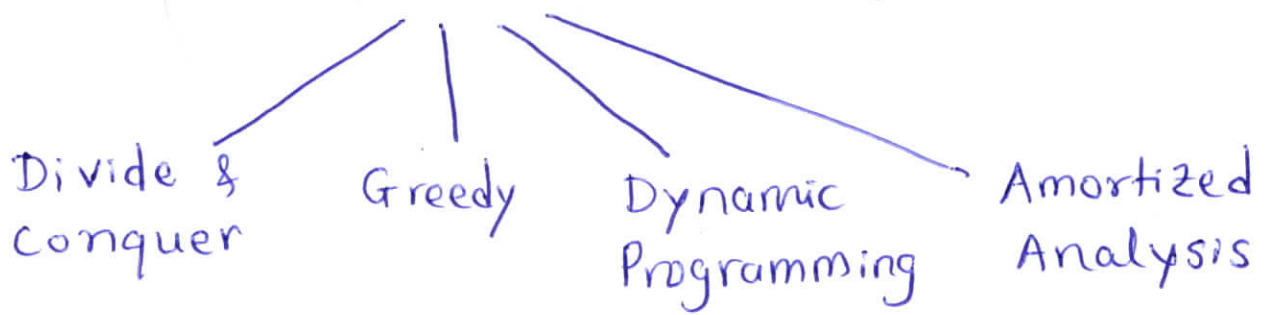 Divide &
Conquer
Greedy
Dynamic
Programming
Amortized
Analysis